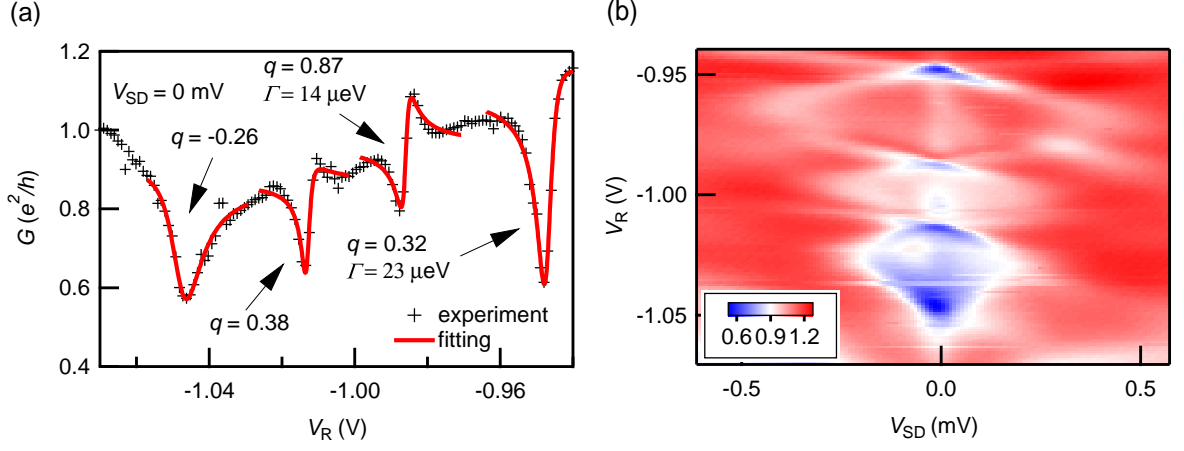 (a)
1.2
1.0
0.8
0.6
0.4
G (e²/h)
V_SD = 0 mV
q = -0.26
q = 0.87
Γ = 14 μeV
q = 0.32
Γ = 23 μeV
q = 0.38
experiment
fitting
-1.04
-1.00
-0.96
V_R (V)
(b)
-0.95
-1.00
-1.05
V_R (V)
0.6 0.9 1.2
-0.5
0.0
0.5
V_SD (mV)